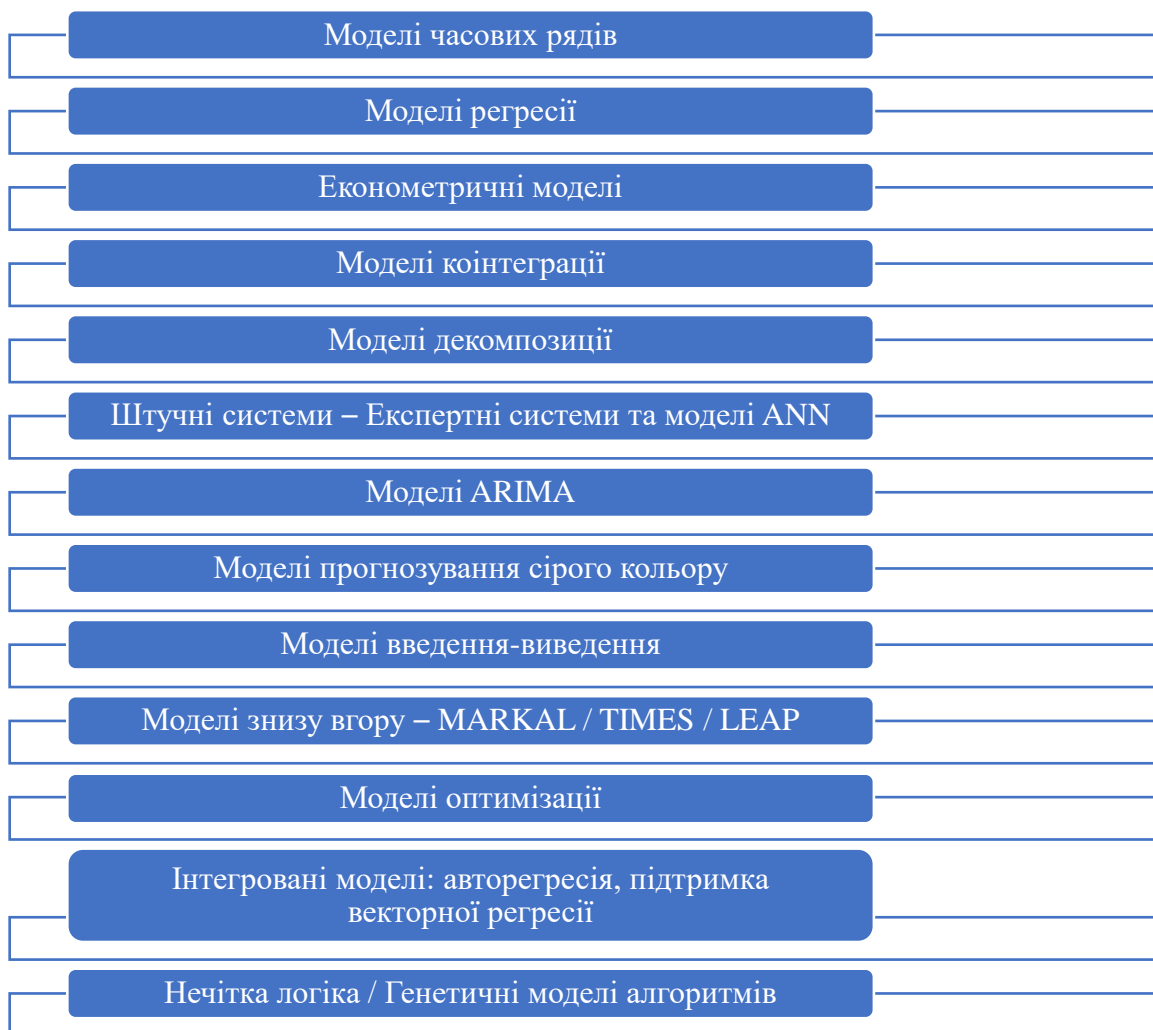 Моделі часових рядів
Моделі регресії
Економетричні моделі
Моделі коінтеграції
Моделі декомпозиції
Штучні системи – Експертні системи та моделі ANN
Моделі ARIMA
Моделі прогнозування сірого кольору
Моделі введення-виведення
Моделі знизу вгору – MARKAL / TIMES / LEAP
Моделі оптимізації
Інтегровані моделі: авторегресія, підтримка
векторної регресії
Нечітка логіка / Генетичні моделі алгоритмів